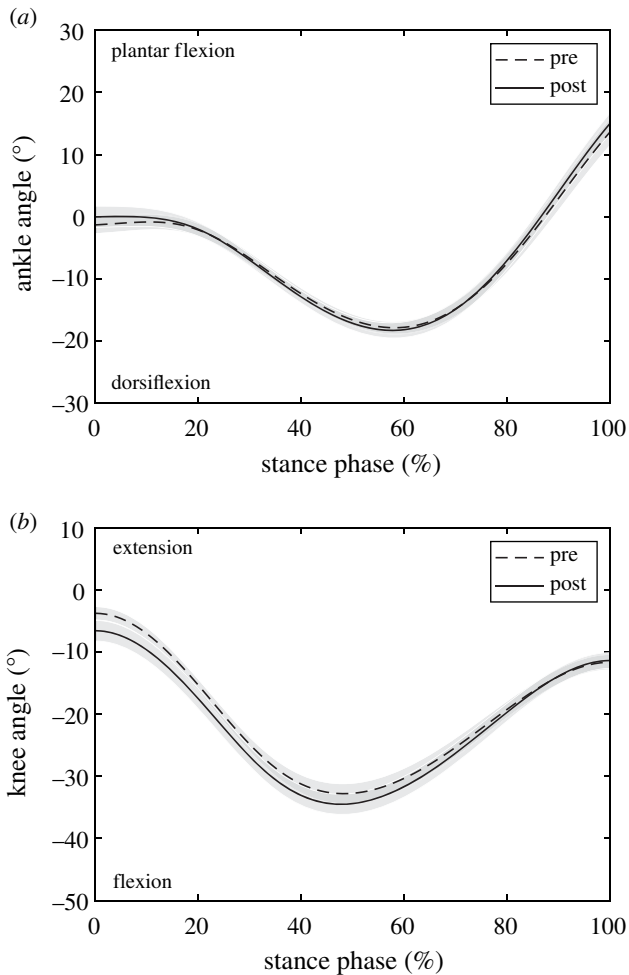 (a)
30
plantar flexion
pre
post
20
10
0
–10
–20
–30
dorsiflexion
ankle angle (°)
0 20 40 60 80 100
stance phase (%)
(b)
10
extension
pre
post
0
–10
–20
–30
–40
–50
flexion
knee angle (°)
0 20 40 60 80 100
stance phase (%)